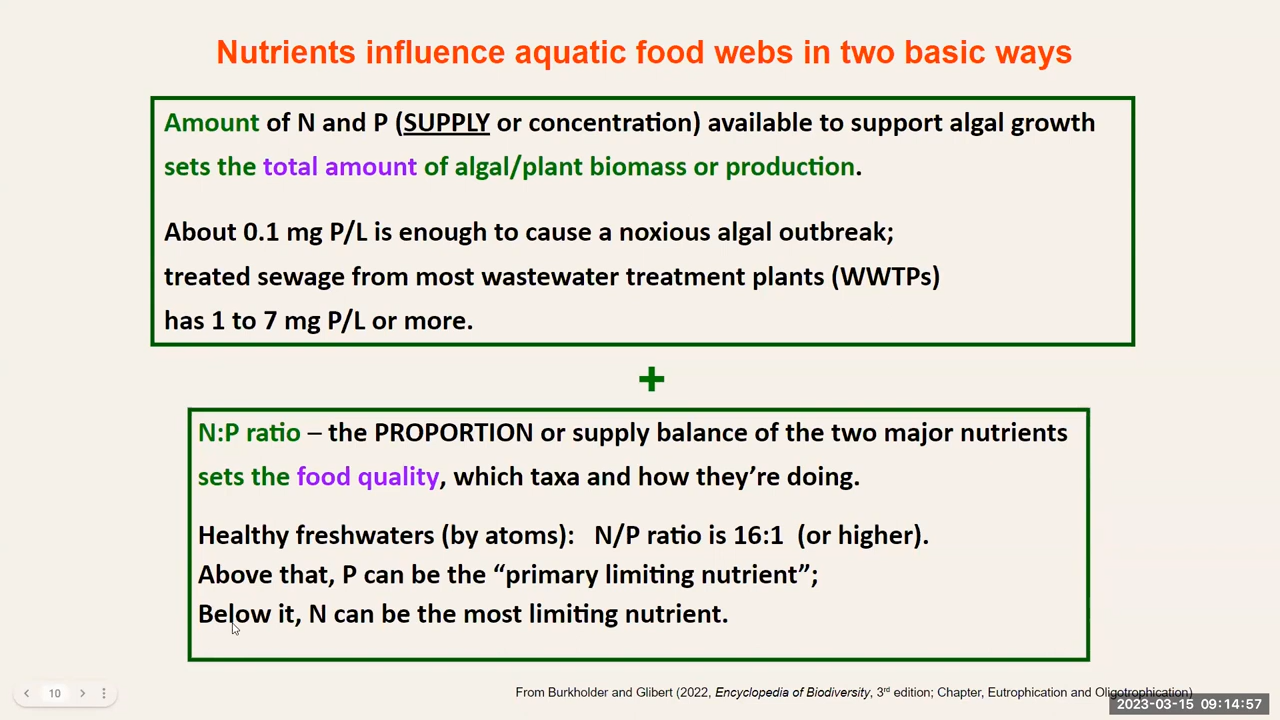 Nutrients influence aquatic food webs in two basic ways
Amount of N and P (SUPPLY or concentration) available to support algal growth
sets the total amount of algal/plant biomass or production.
About 0.1 mg P/L is enough to cause a noxious algal outbreak;
treated sewage from most wastewater treatment plants (WWTPs)
has 1 to 7 mg P/L or more.
+
N:P ratio – the PROPORTION or supply balance of the two major nutrients
sets the food quality, which taxa and how they’re doing.
Healthy freshwaters (by atoms): N/P ratio is 16:1 (or higher).
Above that, P can be the “primary limiting nutrient”;
Below it, N can be the most limiting nutrient.
10
From Burkholder and Glibert (2022, Encyclopedia of Biodiversity, 3rd edition; Chapter, Eutrophication and Oligotrophication)
2023-03-15 09:14:57